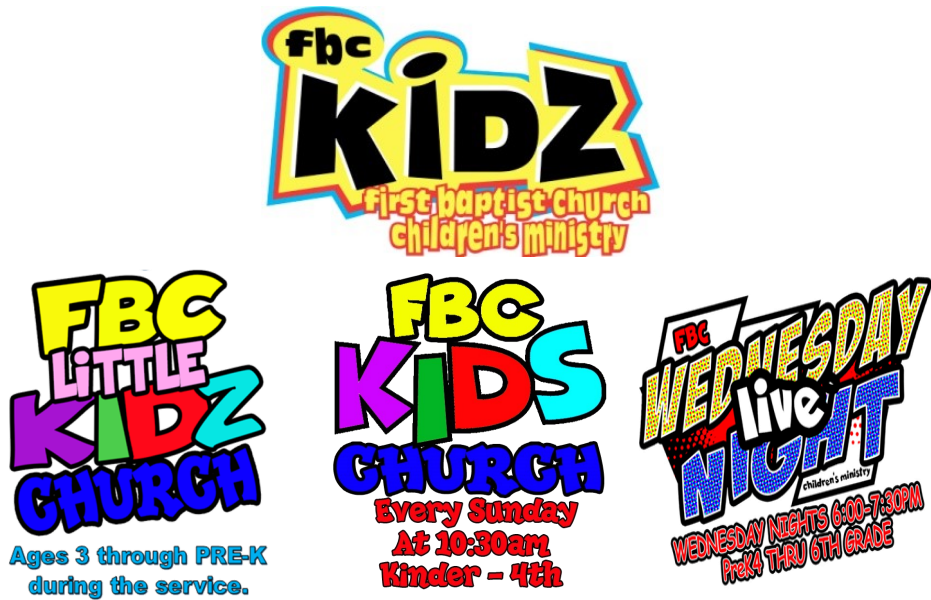 fbc
KiDZ
first baptist Church
children's ministry
FBC
LiTTLE
KIDZ
CHURCH
Ages 3 through PRE-K
during the service.
FBC
KIDS
CHURCH
Every Sunday
At 10:30am
Kinder - 4th
FBC
WEDNESDAY
live
NIGHT
children's ministry
WEDNESDAY NIGHTS 6:00-7:30PM
PreK4 THRU 6TH GRADE